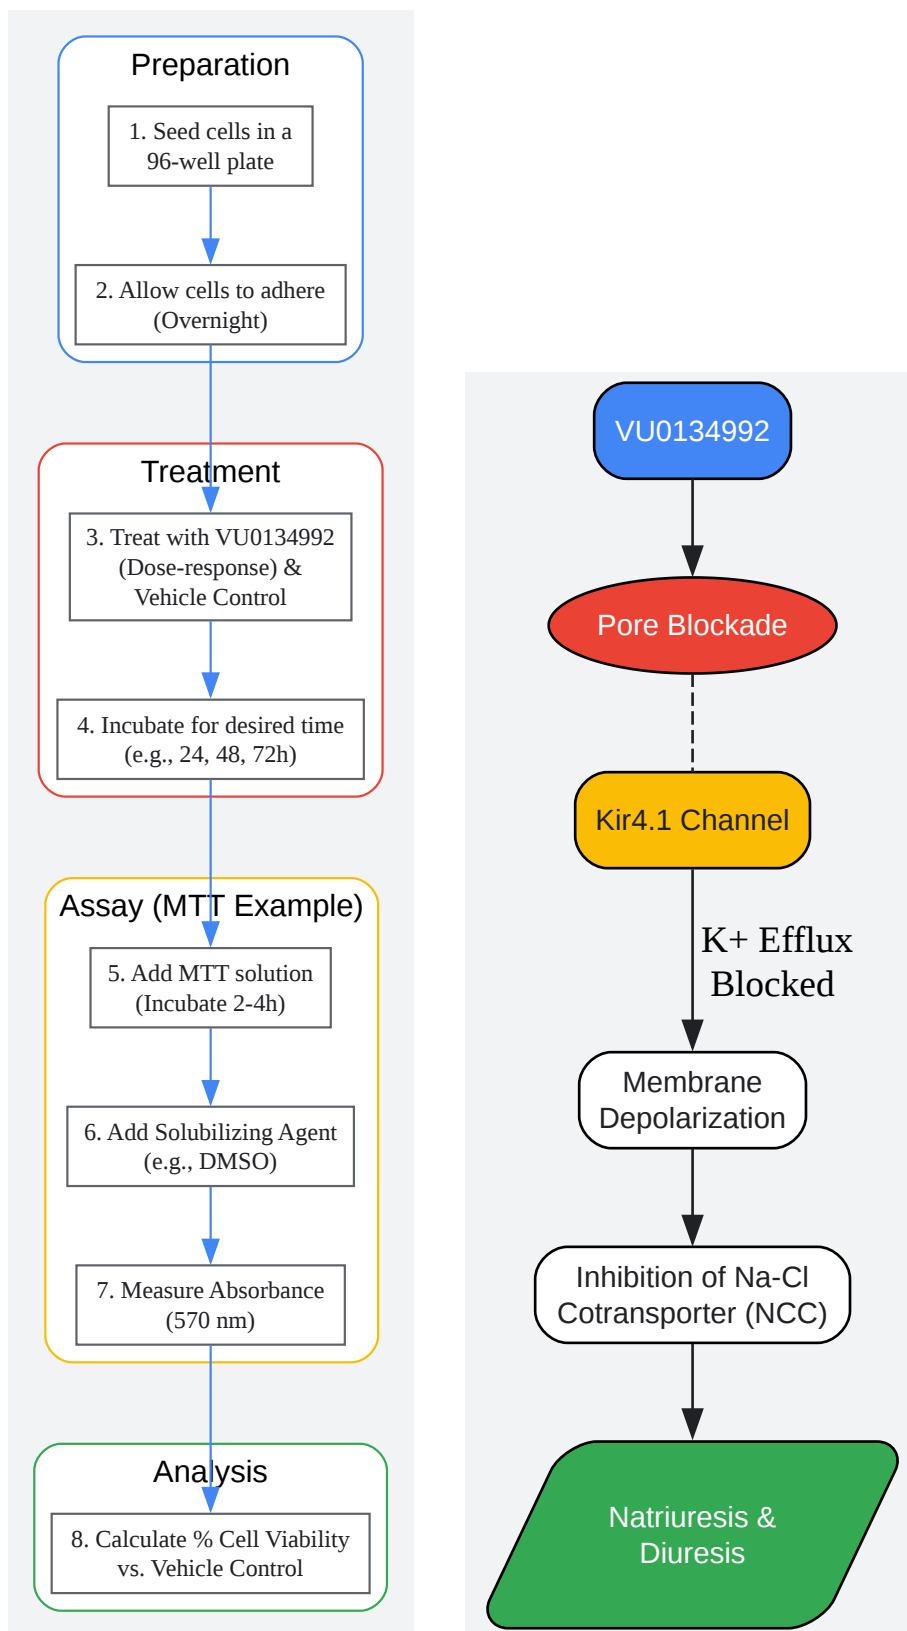 Preparation
1. Seed cells in a
96-well plate
2. Allow cells to adhere
(Overnight)
Treatment
3. Treat with VU0134992
(Dose-response) &
Vehicle Control
4. Incubate for desired time
(e.g., 24, 48, 72h)
Assay (MTT Example)
5. Add MTT solution
(Incubate 2-4h)
6. Add Solubilizing Agent
(e.g., DMSO)
7. Measure Absorbance
(570 nm)
Analysis
8. Calculate % Cell Viability
vs. Vehicle Control
VU0134992
Pore Blockade
Kir4.1 Channel
K+ Efflux
Blocked
Membrane
Depolarization
Inhibition of Na-Cl
Cotransporter (NCC)
Natriuresis &
Diuresis